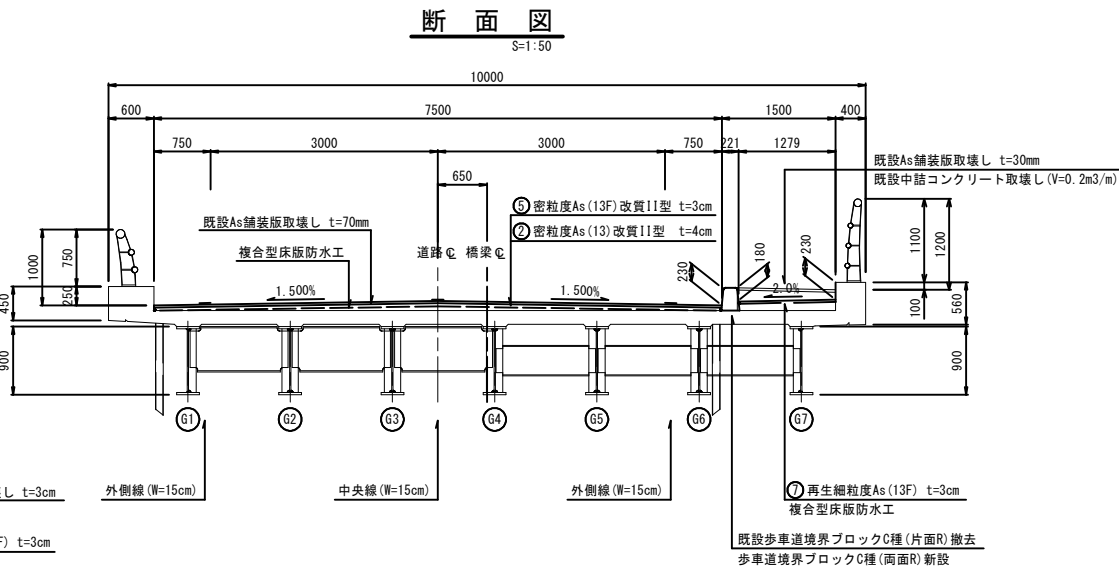 断面図
S=1:50
10000
600
7500
1500
400
750
3000
3000
750
221
1279
650
既設As舗装版取壊し t=30mm
既設中詰コンクリート取壊し(V=0.2m3/m)
⑤密粒度As(13F)改質II型 t=3cm
②密粒度As(13)改質II型 t=4cm
既設As舗装版取壊し t=70mm
複合型床版防水工
道路℄ 橋梁℄
1000
750
250
450
900
1.500%
1.500%
2.0%
230
180
230
1100
1200
100
560
900
G1
G2
G3
G4
G5
G6
G7
し t=3cm
外側線(W=15cm)
中央線(W=15cm)
外側線(W=15cm)
⑦再生細粒度As(13F) t=3cm
複合型床版防水工
) t=3cm
既設歩車道境界ブロックC種(片面R)撤去
歩車道境界ブロックC種(両面R)新設